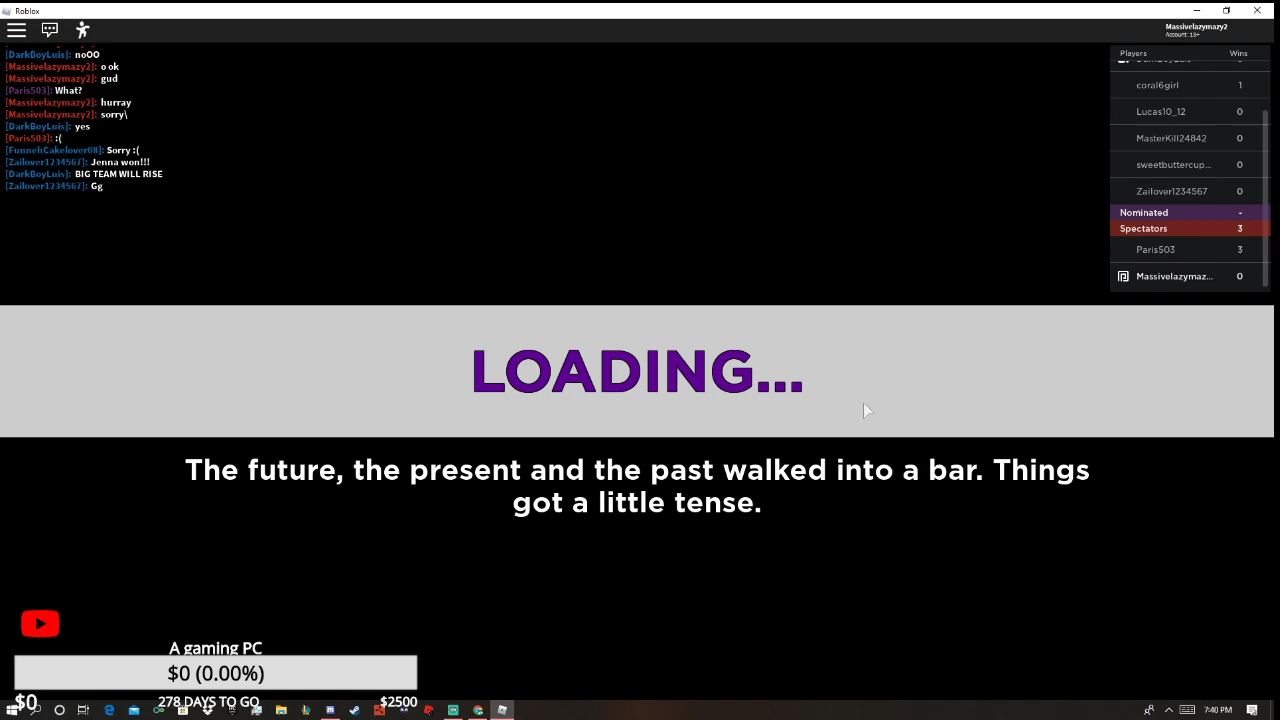 Roblox
Massivelazymazy2
Account: 13+
[DarkBoyLuis]: noOO
[Massivelazymazy2]: o ok
[Massivelazymazy2]: gud
[Paris503]: What?
[Massivelazymazy2]: hurray
[Massivelazymazy2]: sorry\
[DarkBoyLuis]: yes
[Paris503]: :(
[FunnehCakelover08]: Sorry :(
[Zailover1234567]: Jenna won!!!
[DarkBoyLuis]: BIG TEAM WILL RISE
[Zailover1234567]: Gg
Players Wins
coral6girl 1
Lucas10_12 0
MasterKill24842 0
sweetbuttercup... 0
Zailover1234567 0
Nominated -
Spectators 3
Paris503 3
Massivelazymaz... 0
LOADING...
The future, the present and the past walked into a bar. Things
got a little tense.
A gaming PC
$0 (0.00%)
$0 278 DAYS TO GO $2500
7:40 PM